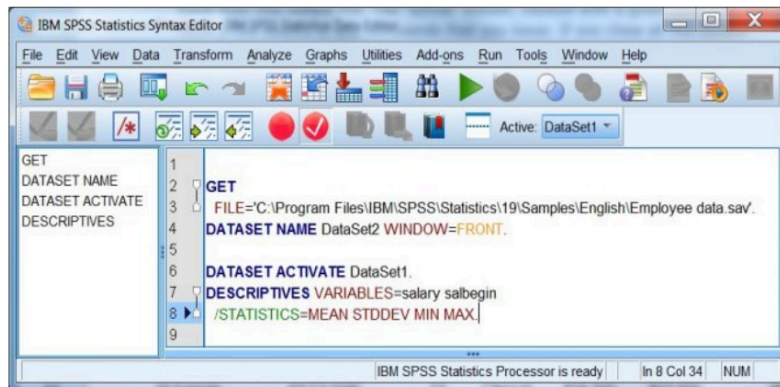 IBM SPSS Statistics Syntax Editor
File Edit View Data Transform Analyze Graphs Utilities Add-ons Run Tools Window Help
Active: DataSet1
GET
DATASET NAME
DATASET ACTIVATE
DESCRIPTIVES
1
2 GET
3 FILE='C:\Program Files\IBM\SPSS\Statistics\19\Samples\English\Employee data.sav'.
4 DATASET NAME DataSet2 WINDOW=FRONT.
5
6 DATASET ACTIVATE DataSet1.
7 DESCRIPTIVES VARIABLES=salary salbegin
8 /STATISTICS=MEAN STDDEV MIN MAX.
9
IBM SPSS Statistics Processor is ready In 8 Col 34 NUM